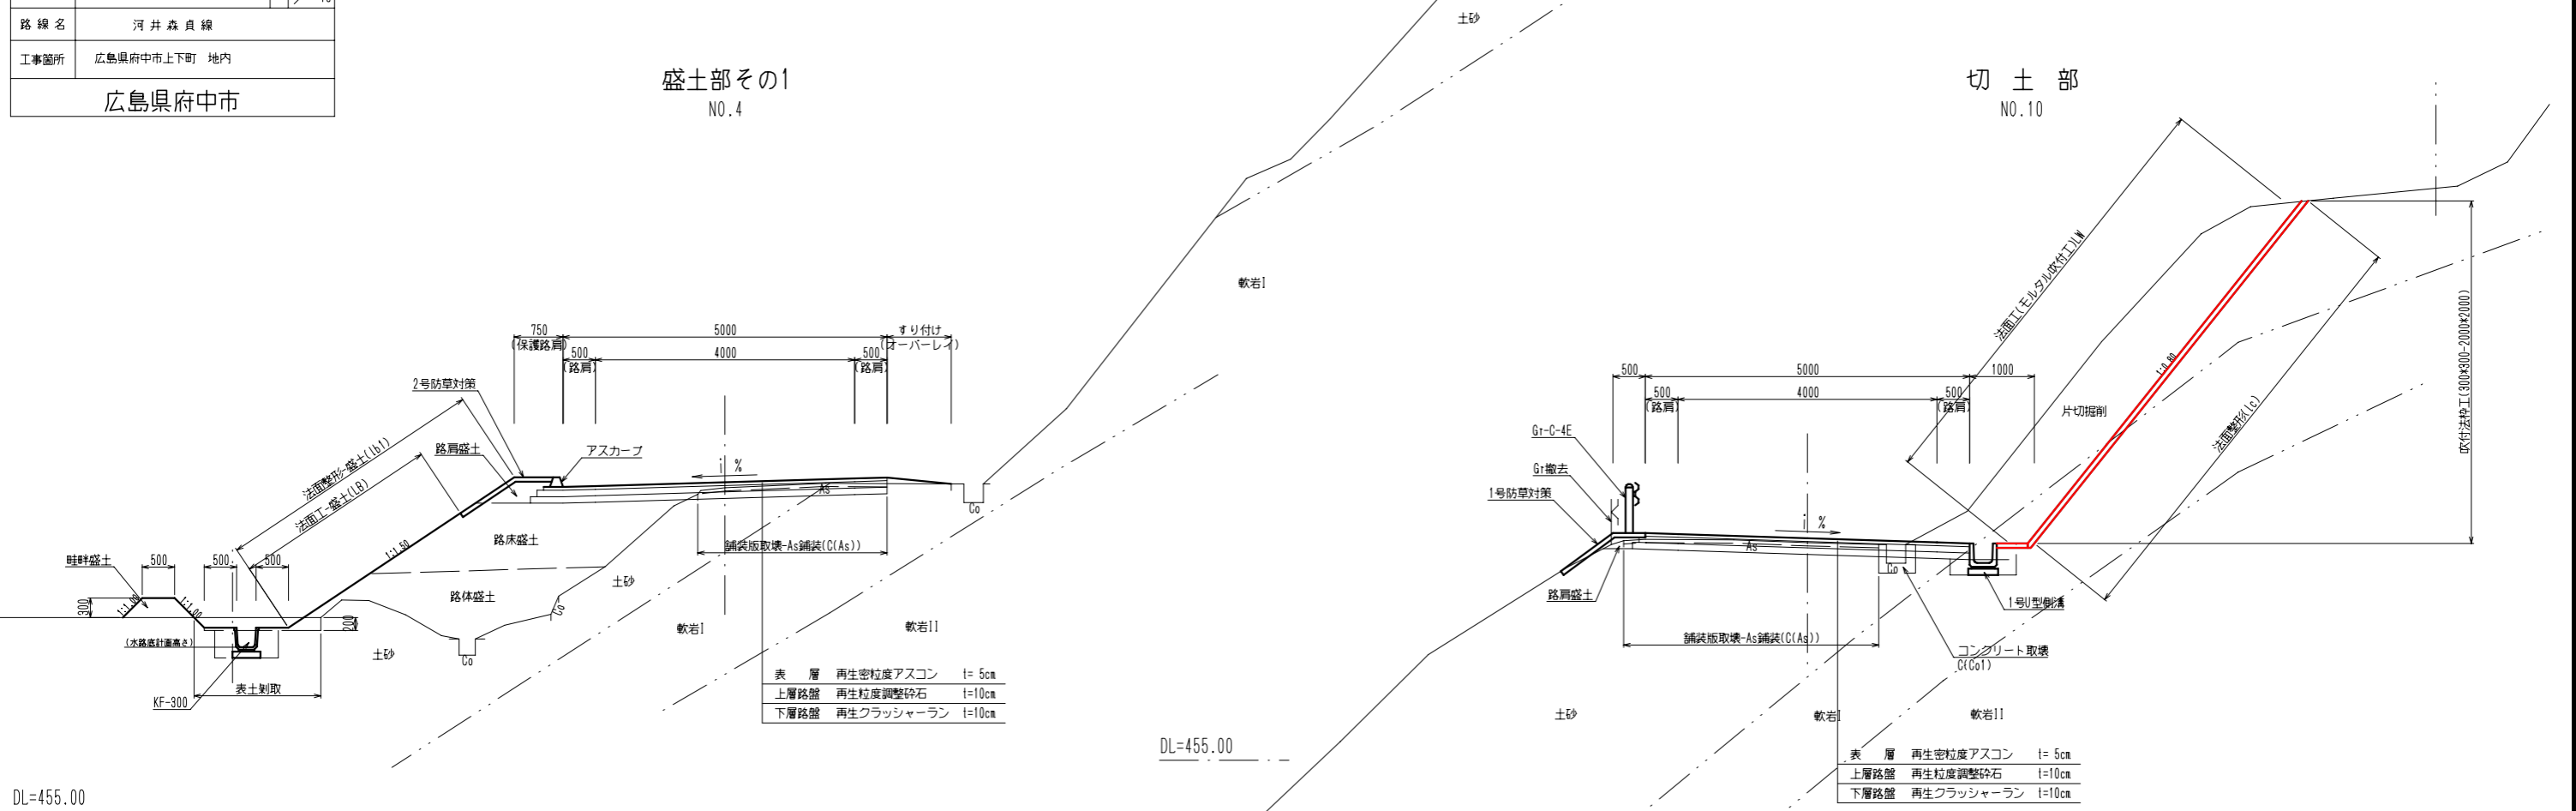 路線名 河井森貞線
工事箇所 広島県府中市上下町 地内
広島県府中市
盛土部その1
NO.4
土砂
軟岩I
750
(保護路肩)
5000
すり付け
(オーバーレイ)
500
(路肩)
4000
500
(路肩)
2号防草対策
アスカーブ
路肩盛土
法面整形-盛土(lb1)
法面工-盛土(LB)
1:1.50
i %
As
Co
舗装版取壊-As舗装(C(As))
路床盛土
路体盛土
畦畔盛土
500
500
500
300
1:1.00
1:1.00
200
(水路底計画高さ)
表土剝取
KF-300
土砂
Co
Co
土砂
軟岩I
軟岩II
表 層 再生密粒度アスコン t= 5cm
上層路盤 再生粒度調整砕石 t=10cm
下層路盤 再生クラッシャーラン t=10cm
DL=455.00
切土部
NO.10
法面工(モルタル吹付工)LW
1:0.80
吹付法枠工(300*300-2000*2000)
法面整形(lc)
片切掘削
500
5000
1000
500
(路肩)
4000
500
(路肩)
Gr-C-4E
Gr撤去
1号防草対策
i %
As
Co
路肩盛土
舗装版取壊-As舗装(C(As))
1号U型側溝
コンクリート取壊
C(Co1)
土砂
軟岩I
軟岩II
表 層 再生密粒度アスコン t= 5cm
上層路盤 再生粒度調整砕石 t=10cm
下層路盤 再生クラッシャーラン t=10cm
DL=455.00